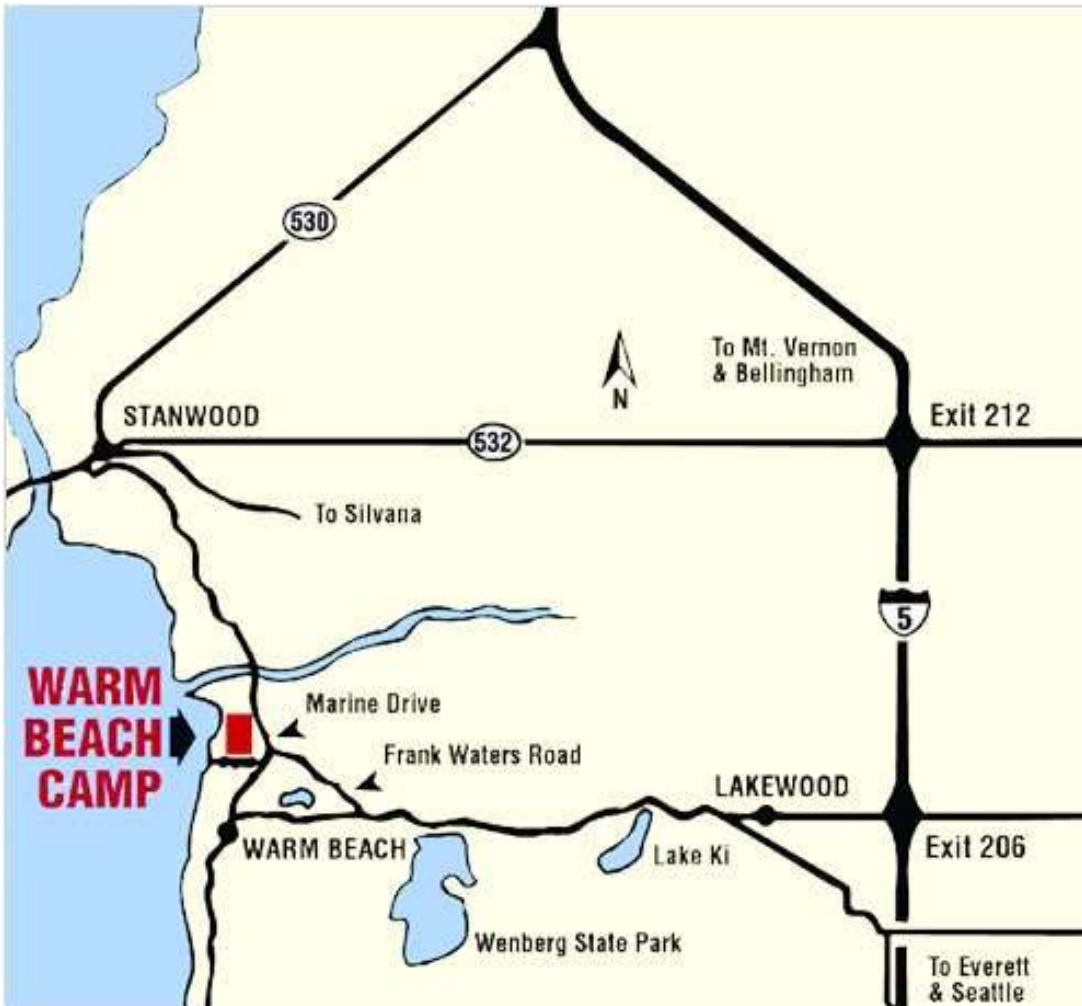 530
To Mt. Vernon
& Bellingham
N
STANWOOD
Exit 212
532
To Silvana
5
WARM
BEACH
CAMP
Marine Drive
Frank Waters Road
LAKEWOOD
WARM BEACH
Lake Ki
Exit 206
Wenberg State Park
To Everett
& Seattle